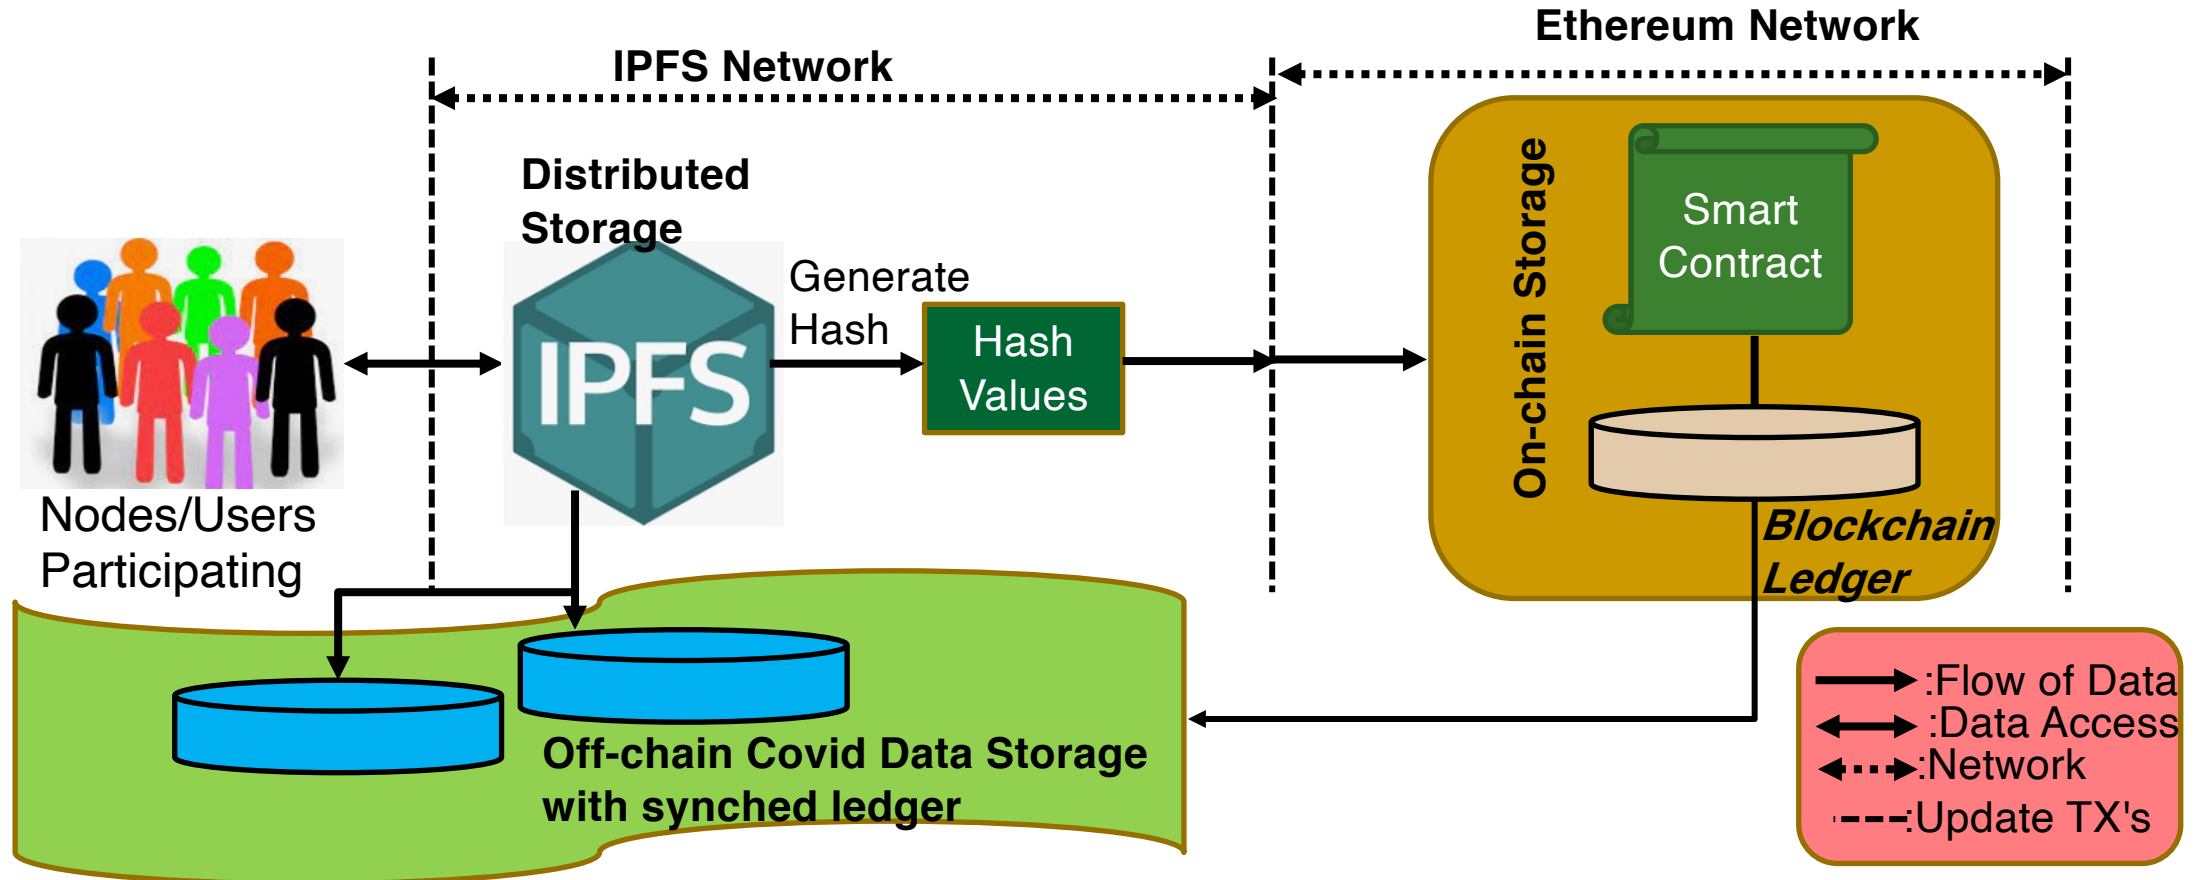 Ethereum Network
IPFS Network
Distributed
Storage
Generate
Hash
IPFS
Hash
Values
Nodes/Users
Participating
On-chain Storage
Smart
Contract
Blockchain
Ledger
Off-chain Covid Data Storage
with synched ledger
:Flow of Data
:Data Access
:Network
:Update TX's